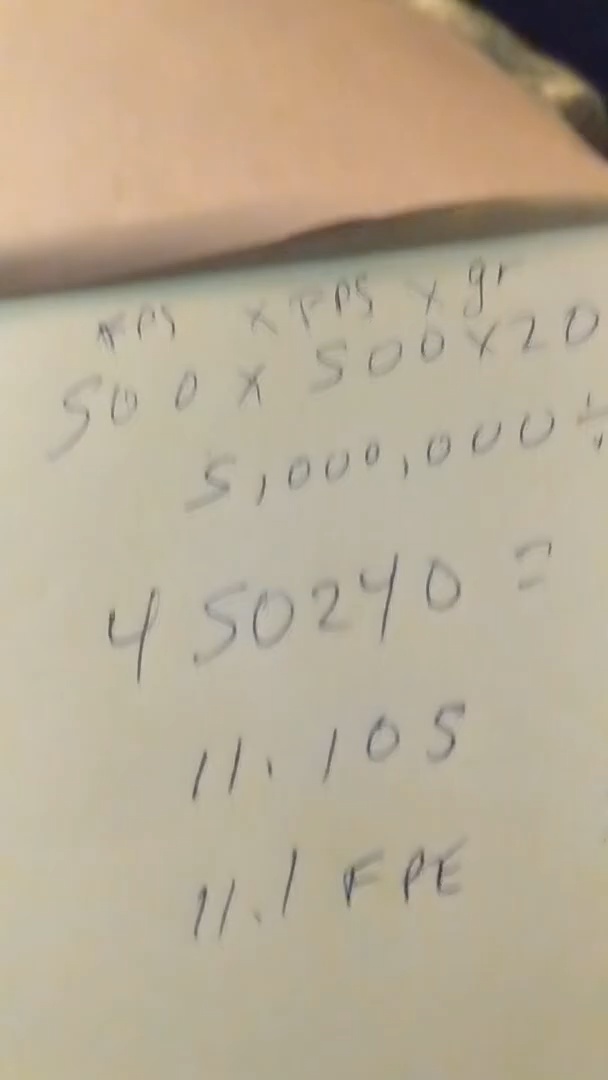 FPS x FPS x gr
500 x 500 x 20
5,000,000 ÷
450240 =
11.105
11.1 FPE